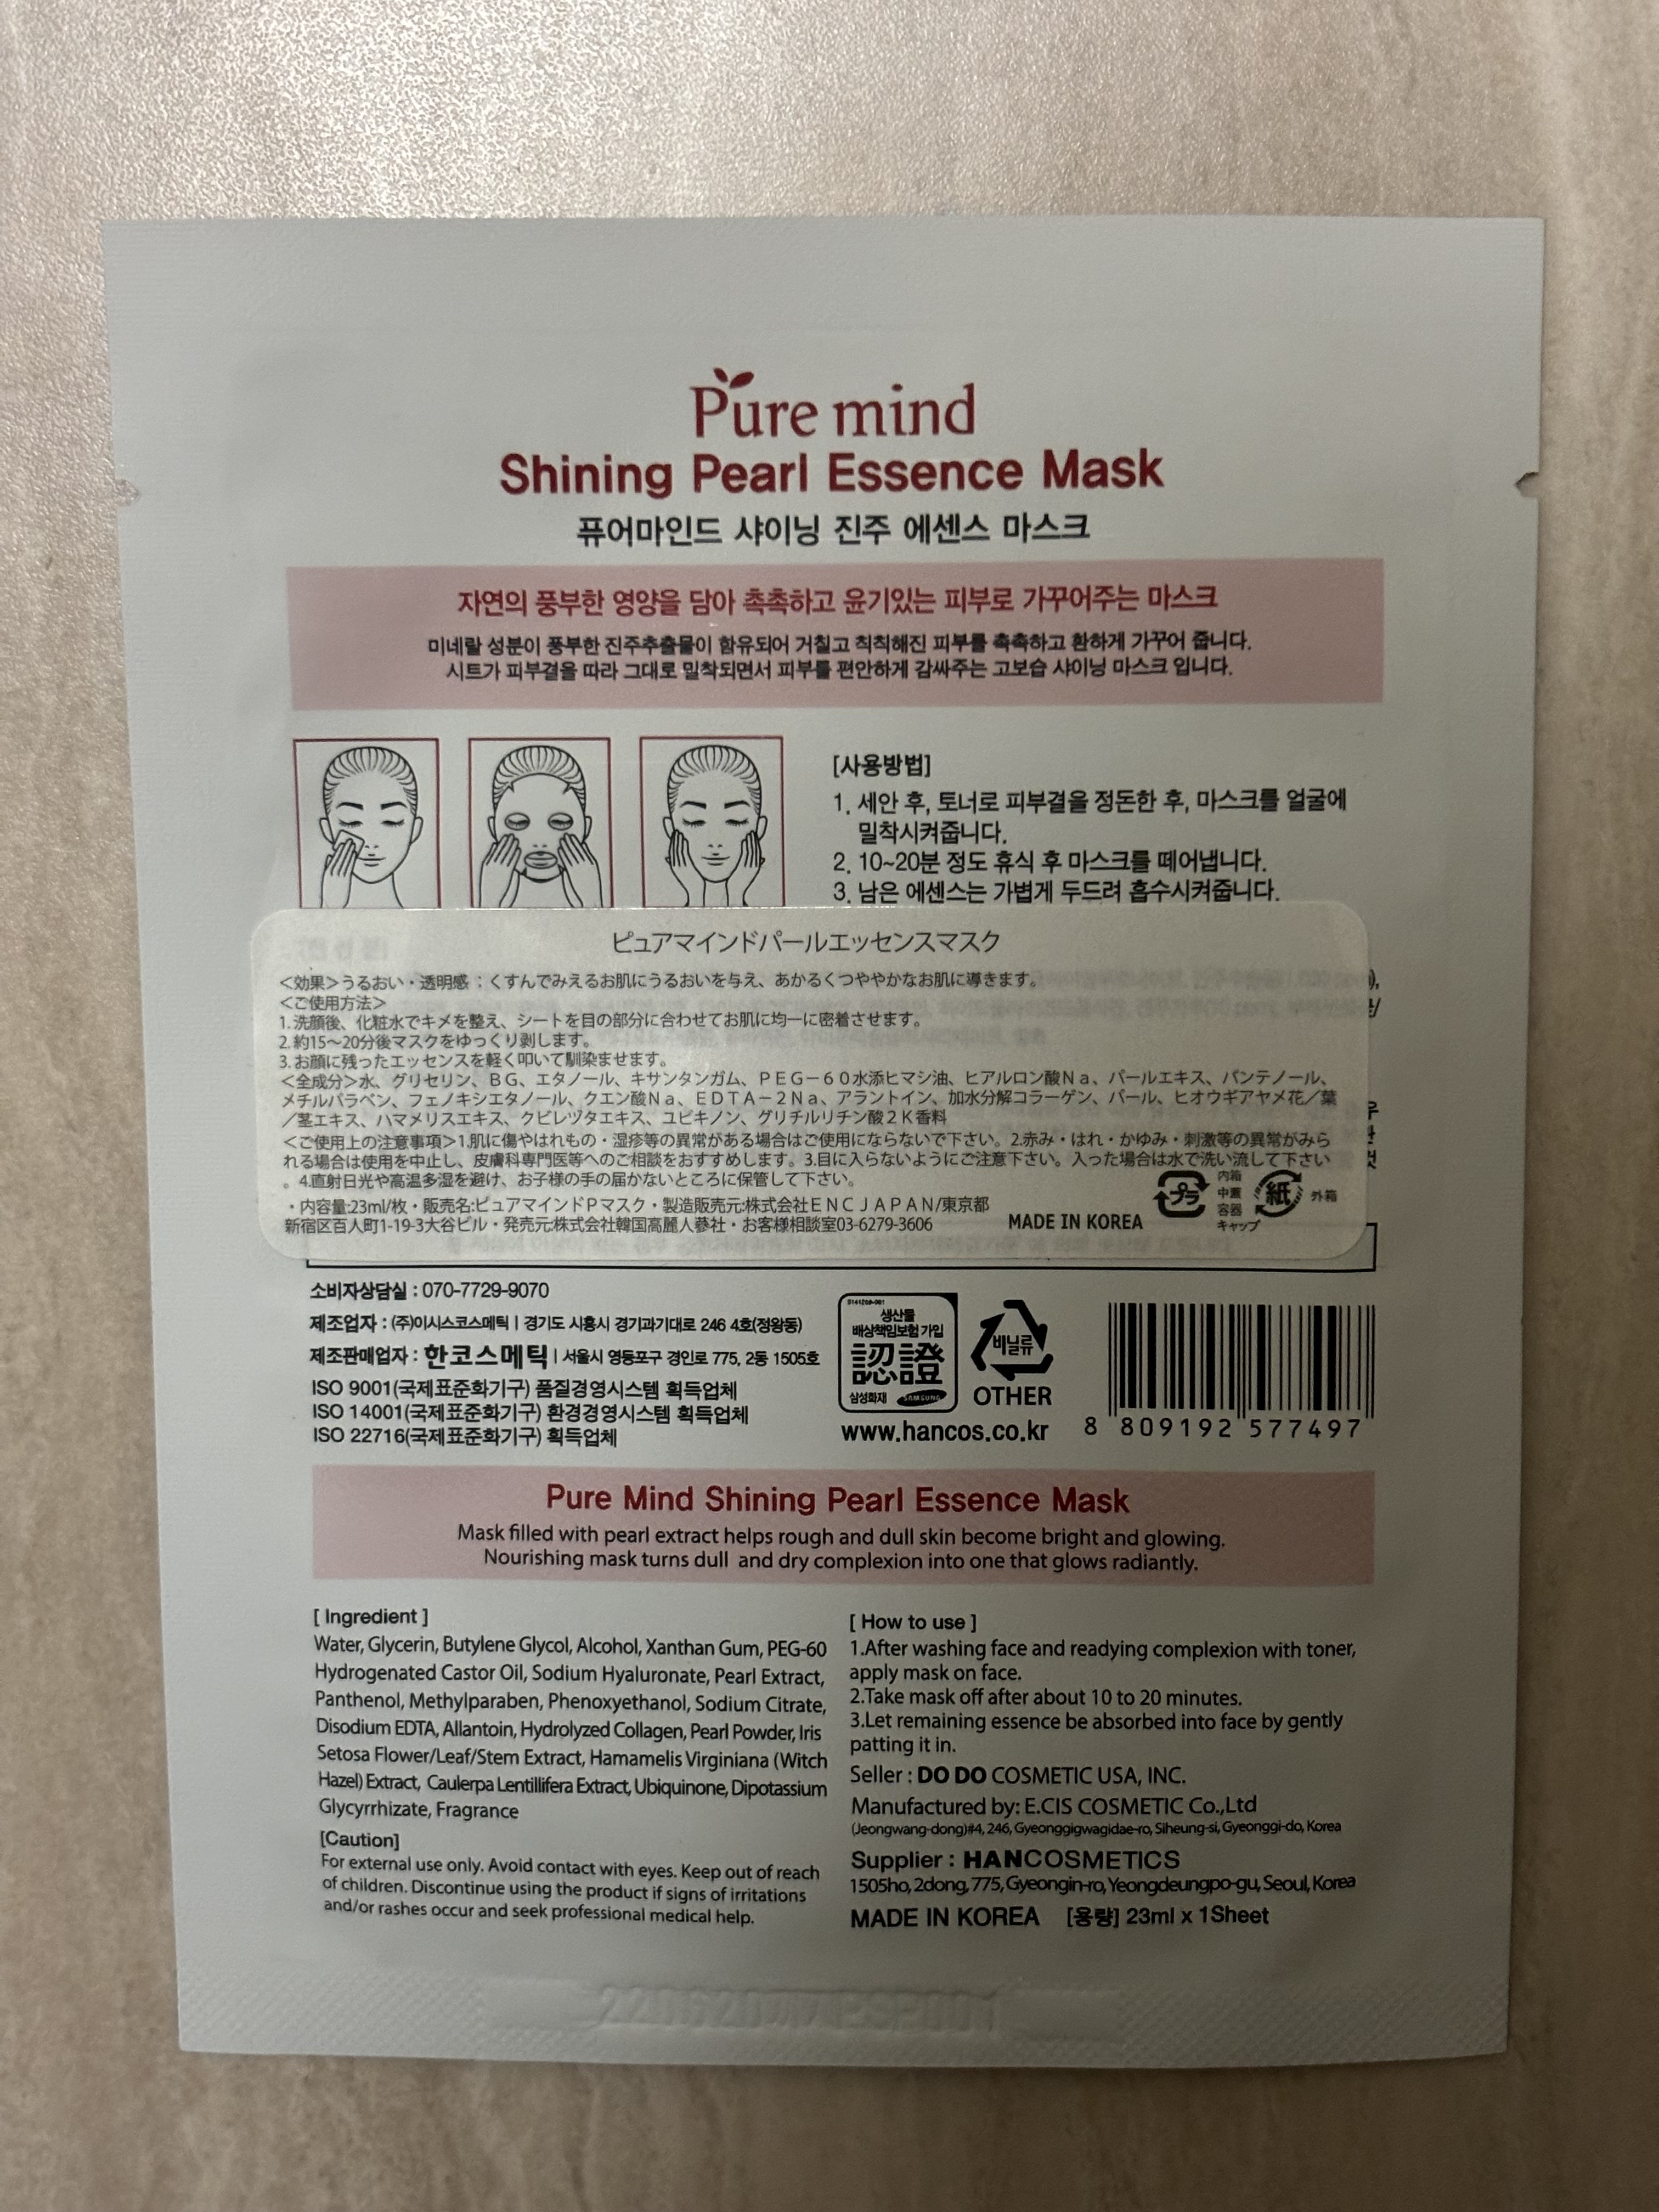 Pure mind
Shining Pearl Essence Mask
퓨어마인드 샤이닝 진주 에센스 마스크
자연의 풍부한 영양을 담아 촉촉하고 윤기있는 피부로 가꾸어주는 마스크
미네랄 성분이 풍부한 진주추출물이 함유되어 거칠고 칙칙해진 피부를 촉촉하고 환하게 가꾸어 줍니다.
시트가 피부결을 따라 그대로 밀착되면서 피부를 편안하게 감싸주는 고보습 샤이닝 마스크 입니다.
[사용방법]
1. 세안 후, 토너로 피부결을 정돈한 후, 마스크를 얼굴에
밀착시켜줍니다.
2. 10~20분 정도 휴식 후 마스크를 떼어냅니다.
3. 남은 에센스는 가볍게 두드려 흡수시켜줍니다.
ピュアマインドパールエッセンスマスク
＜効果＞うるおい・透明感：くすんでみえるお肌にうるおいを与え、あかるくつややかなお肌に導きます。
＜ご使用方法＞
1.洗顔後、化粧水でキメを整え、シートを目の部分に合わせてお肌に均一に密着させます。
2.約15～20分後マスクをゆっくり剥します。
3.お顔に残ったエッセンスを軽く叩いて馴染ませます。
＜全成分＞水、グリセリン、ＢＧ、エタノール、キサンタンガム、ＰＥＧ－６０水添ヒマシ油、ヒアルロン酸Ｎａ、パールエキス、パンテノール、
メチルパラベン、フェノキシエタノール、クエン酸Ｎａ、ＥＤＴＡ－２Ｎａ、アラントイン、加水分解コラーゲン、パール、ヒオウギアヤメ花／葉
／茎エキス、ハマメリスエキス、クビレヅタエキス、ユビキノン、グリチルリチン酸２Ｋ香料
＜ご使用上の注意事項＞1.肌に傷やはれもの・湿疹等の異常がある場合はご使用にならないで下さい。2.赤み・はれ・かゆみ・刺激等の異常がみら
れる場合は使用を中止し、皮膚科専門医等へのご相談をおすすめします。3.目に入らないようにご注意下さい。入った場合は水で洗い流して下さい
。4.直射日光や高温多湿を避け、お子様の手の届かないところに保管して下さい。
・内容量:23ml/枚・販売名:ピュアマインドＰマスク・製造販売元:株式会社ＥＮＣ ＪＡＰＡＮ/東京都
新宿区百人町1-19-3大谷ビル・発売元:株式会社韓国高麗人蔘社・お客様相談室03-6279-3606
MADE IN KOREA
プラ
内箱
中蓋
容器
キャップ
紙
外箱
소비자상담실 : 070-7729-9070
제조업자 : (주)이시스코스메틱 | 경기도 시흥시 경기과기대로 246 4호(정왕동)
제조판매업자 : 한코스메틱 | 서울시 영등포구 경인로 775, 2동 1505호
ISO 9001(국제표준화기구) 품질경영시스템 획득업체
ISO 14001(국제표준화기구) 환경경영시스템 획득업체
ISO 22716(국제표준화기구) 획득업체
생산물
배상책임보험 가입
認證
삼성화재 SAMSUNG
비닐류
OTHER
www.hancos.co.kr
8 809192 577497
Pure Mind Shining Pearl Essence Mask
Mask filled with pearl extract helps rough and dull skin become bright and glowing.
Nourishing mask turns dull and dry complexion into one that glows radiantly.
[ Ingredient ]
Water, Glycerin, Butylene Glycol, Alcohol, Xanthan Gum, PEG-60
Hydrogenated Castor Oil, Sodium Hyaluronate, Pearl Extract,
Panthenol, Methylparaben, Phenoxyethanol, Sodium Citrate,
Disodium EDTA, Allantoin, Hydrolyzed Collagen, Pearl Powder, Iris
Setosa Flower/Leaf/Stem Extract, Hamamelis Virginiana (Witch
Hazel) Extract, Caulerpa Lentillifera Extract, Ubiquinone, Dipotassium
Glycyrrhizate, Fragrance
[Caution]
For external use only. Avoid contact with eyes. Keep out of reach
of children. Discontinue using the product if signs of irritations
and/or rashes occur and seek professional medical help.
[ How to use ]
1.After washing face and readying complexion with toner,
apply mask on face.
2.Take mask off after about 10 to 20 minutes.
3.Let remaining essence be absorbed into face by gently
patting it in.
Seller : DO DO COSMETIC USA, INC.
Manufactured by: E.CIS COSMETIC Co.,Ltd
(Jeongwang-dong)#4, 246, Gyeonggigwagidae-ro, Siheung-si, Gyeonggi-do, Korea
Supplier : HANCOSMETICS
1505ho, 2dong, 775, Gyeongin-ro, Yeongdeungpo-gu, Seoul, Korea
MADE IN KOREA [용량] 23ml x 1Sheet